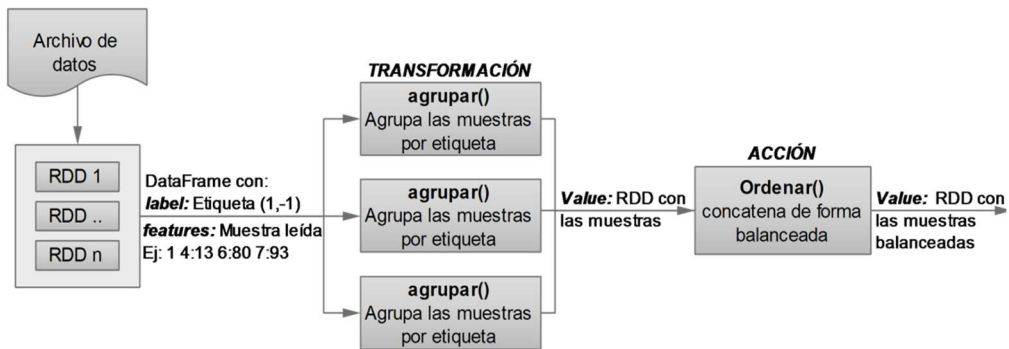 Archivo de
datos
RDD 1
RDD ..
RDD n
DataFrame con:
label: Etiqueta (1,-1)
features: Muestra leída
Ej: 1 4:13 6:80 7:93
TRANSFORMACIÓN
agrupar()
Agrupa las muestras
por etiqueta
agrupar()
Agrupa las muestras
por etiqueta
agrupar()
Agrupa las muestras
por etiqueta
Value: RDD con
las muestras
ACCIÓN
Ordenar()
concatena de forma
balanceada
Value: RDD con
las muestras
balanceadas